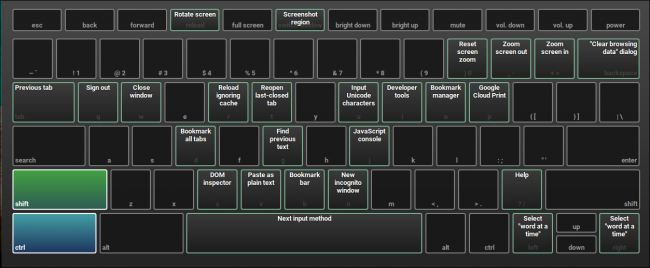 Rotate screen
Screenshot
region
esc
back
forward
reload
full screen
bright down
bright up
mute
vol. down
vol. up
power
Reset
screen
zoom
Zoom
screen out
Zoom
screen in
"Clear browsing
data" dialog
~ `
! 1
@ 2
# 3
$ 4
% 5
^ 6
& 7
* 8
( 9
) 0
backspace
Previous tab
Sign out
Close
window
Reload
ignoring
cache
Reopen
last-closed
tab
Input
Unicode
characters
Developer
tools
Bookmark
manager
Google
Cloud Print
tab
q
w
e
r
t
y
u
i
o
p
{[
}]
|\
Bookmark
all tabs
Find
previous
text
JavaScript
console
search
a
s
d
f
g
h
j
k
l
: ;
" '
enter
DOM
inspector
Paste as
plain text
Bookmark
bar
New
incognito
window
Help
shift
z
x
c
v
b
n
m
< ,
> .
? /
shift
Next input method
Select
"word at a
time"
Select
"word at a
time"
ctrl
alt
alt
ctrl
left
up
down
right